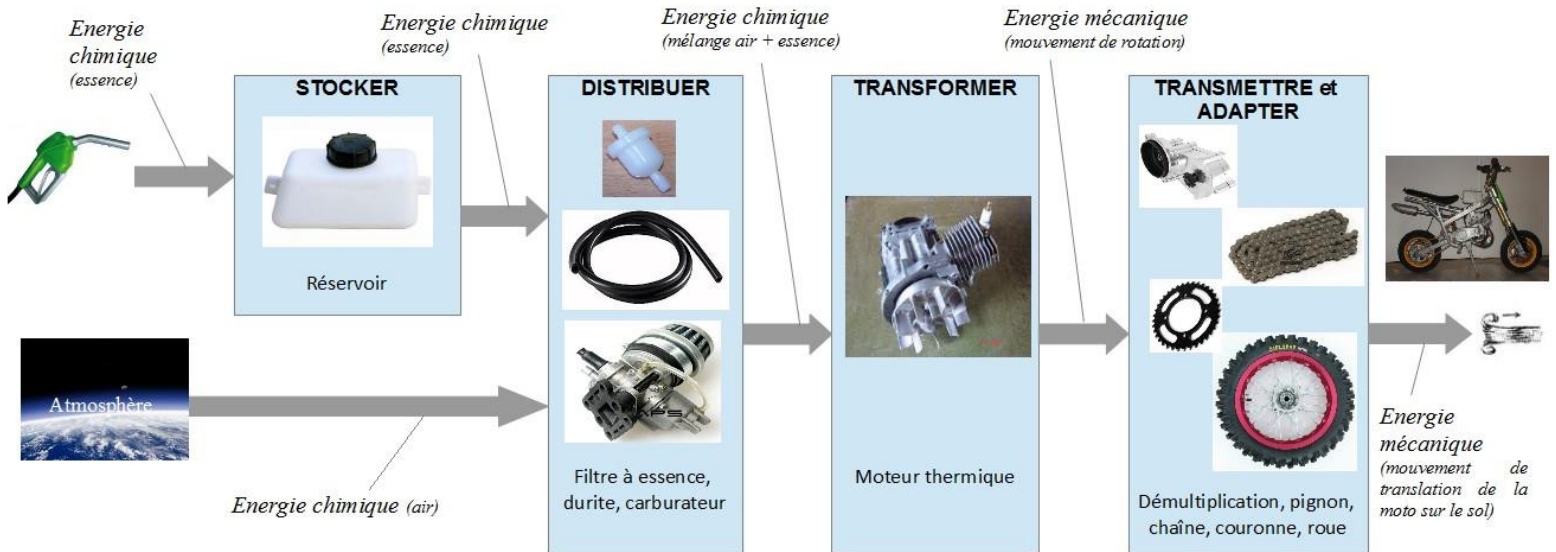 Energie
chimique
(essence)
Energie chimique
(essence)
Energie chimique
(mélange air + essence)
Energie mécanique
(mouvement de rotation)
STOCKER
Réservoir
DISTRIBUER
Filtre à essence,
durite, carburateur
TRANSFORMER
Moteur thermique
TRANSMETTRE et
ADAPTER
Démultiplication, pignon,
chaîne, couronne, roue
Atmosphère
Energie chimique (air)
Energie
mécanique
(mouvement de
translation de la
moto sur le sol)